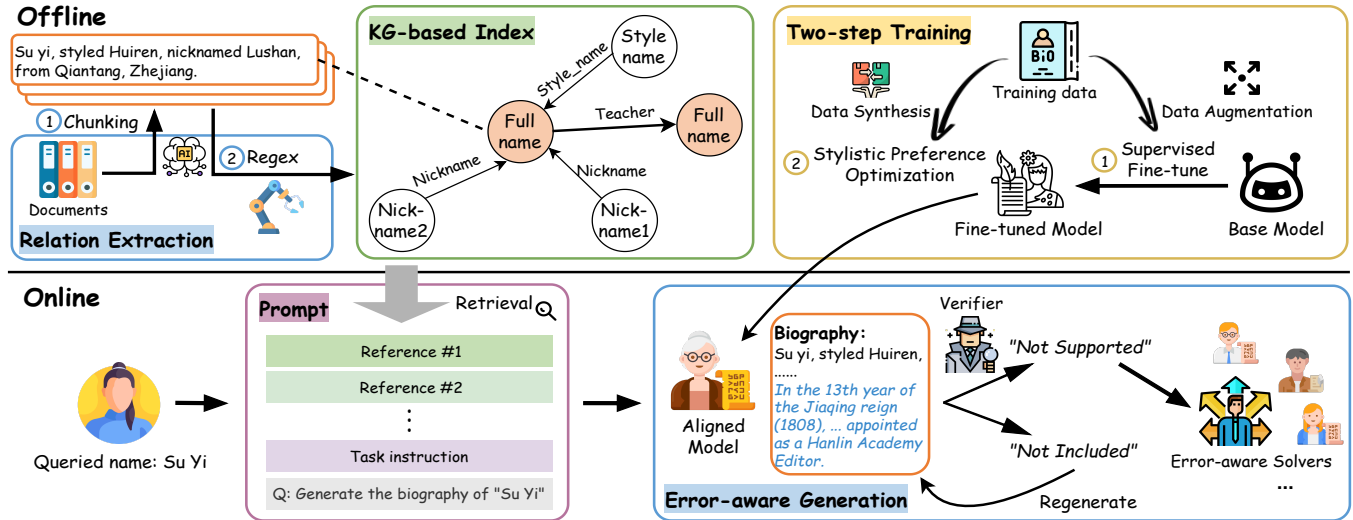 Offline
Su yi, styled Huiren, nicknamed Lushan,
from Qiantang, Zhejiang.
1 Chunking
AI
2 Regex
Documents
Relation Extraction
KG-based Index
Style
name
Style_name
Full
name
Teacher
Full
name
Nickname
Nickname
Nick-
name2
Nick-
name1
Two-step Training
BIO
Training data
Data Synthesis
Data Augmentation
2 Stylistic Preference
Optimization
1 Supervised
Fine-tune
Fine-tuned Model
Base Model
Online
Queried name: Su Yi
Prompt
Retrieval
Reference #1
Reference #2
Task instruction
Q: Generate the biography of "Su Yi"
Aligned
Model
Biography:
Su yi, styled Huiren,
......
In the 13th year of
the Jiaqing reign
(1808), ... appointed
as a Hanlin Academy
Editor.
Verifier
"Not Supported"
"Not Included"
Regenerate
Error-aware Solvers
...
Error-aware Generation